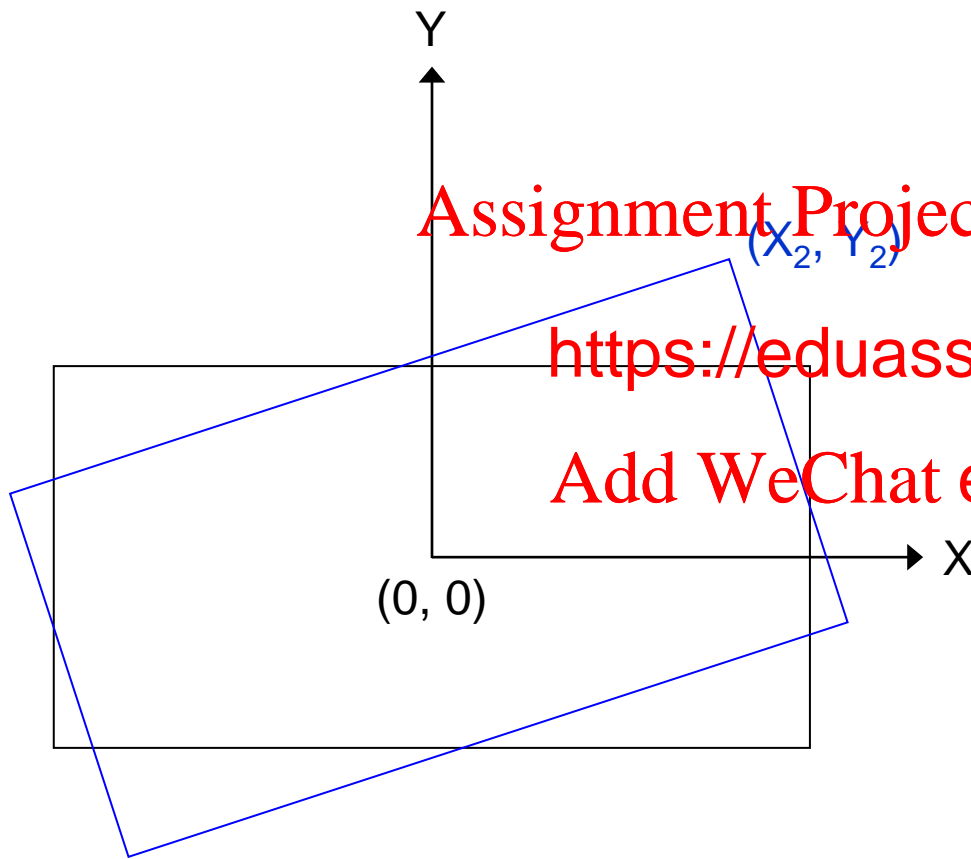 Y
Assignment Projec
(X₂, Y₂)
https://eduass
Add WeChat e
X
(0, 0)